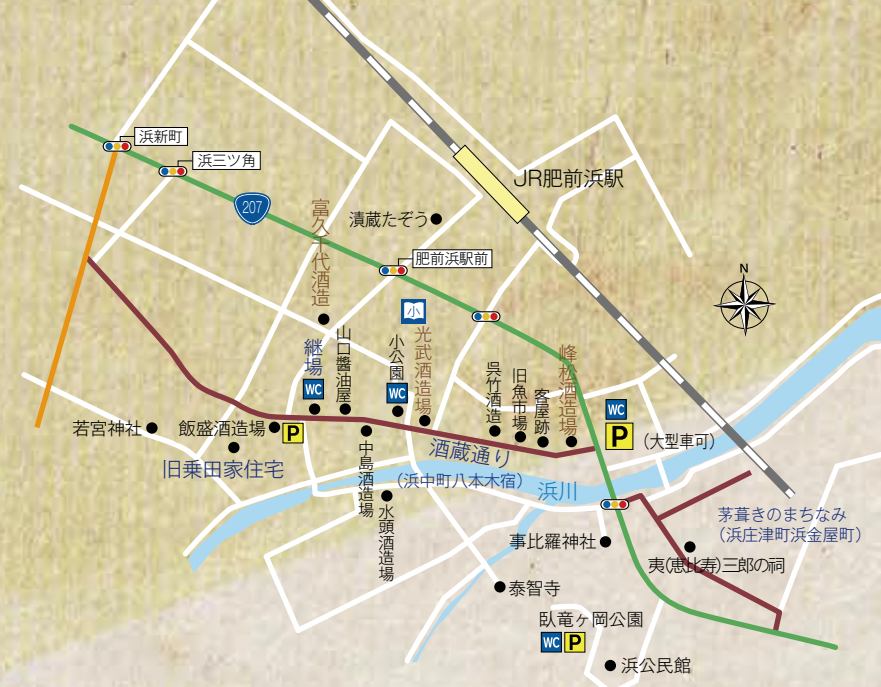 浜新町
浜三ツ角
207
JR肥前浜駅
富久千代酒造
漬蔵たぞう
肥前浜駅前
N
小
継場
WC
山口醤油屋
小公園
WC
光武酒造場
呉竹酒造
旧魚市場
客屋跡
峰松酒造場
WC
P
(大型車可)
若宮神社
飯盛酒造場
P
旧乗田家住宅
中島酒造場
酒蔵通り
(浜中町八本木宿)
浜川
水頭酒造場
茅葺きのまちなみ
(浜庄津町浜金屋町)
事比羅神社
夷(恵比寿)三郎の祠
泰智寺
臥竜ヶ岡公園
WC P
浜公民館